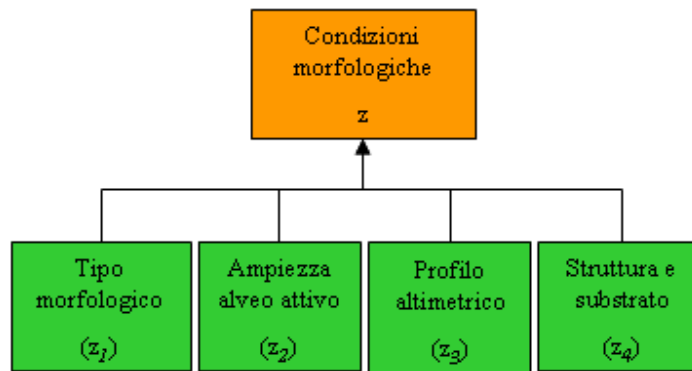 Condizioni
morfologiche
z
Tipo
morfologico
(z₁)
Ampiezza
alveo attivo
(z₂)
Profilo
altimetrico
(z₃)
Struttura e
substrato
(z₄)